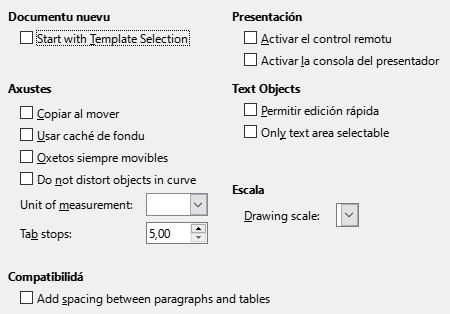 Documentu nuevu
Start with Template Selection
Presentación
Activar el control remotu
Activar la consola del presentador
Axustes
Copiar al mover
Usar caché de fondu
Oxetos siempre movibles
Do not distort objects in curve
Unit of measurement:
Tab stops: 5,00
Text Objects
Permitir edición rápida
Only text area selectable
Escala
Drawing scale:
Compatibilidá
Add spacing between paragraphs and tables